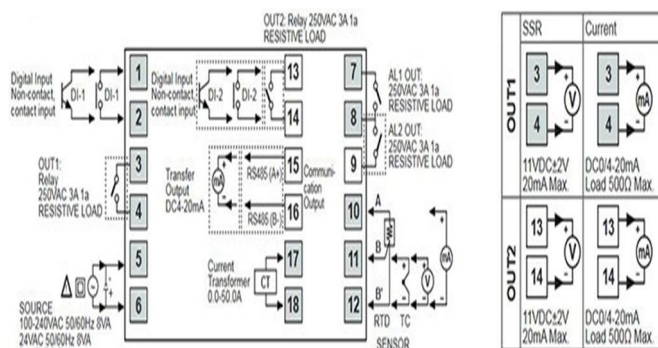 OUT2: Relay 250VAC 3A 1a
RESISTIVE LOAD
Digital Input
Non-contact,
contact input
DI-1
DI-1
1
2
Digital Input
Non-contact,
contact input
DI-2
DI-2
13
14
7
8
9
AL1 OUT:
250VAC 3A 1a
RESISTIVE LOAD
AL2 OUT:
250VAC 3A 1a
RESISTIVE LOAD
OUT1:
Relay
250VAC 3A 1a
RESISTIVE LOAD
3
4
Transfer
Output
DC4-20mA
mA
RS485 (A+)
RS485 (B-)
15
16
Communi-
cation
Output
10
11
12
A
B
B'
V
mA
RTD
TC
SENSOR
5
6
SOURCE
100-240VAC 50/60Hz 8VA
24VAC 50/60Hz 8VA
Current
Transformer
0.0-50.0A
CT
17
18
SSR
Current
OUT1
3
4
V
11VDC±2V
20mA Max.
3
4
mA
DC0/4-20mA
Load 500Ω Max.
OUT2
13
14
V
11VDC±2V
20mA Max.
13
14
mA
DC0/4-20mA
Load 500Ω Max.